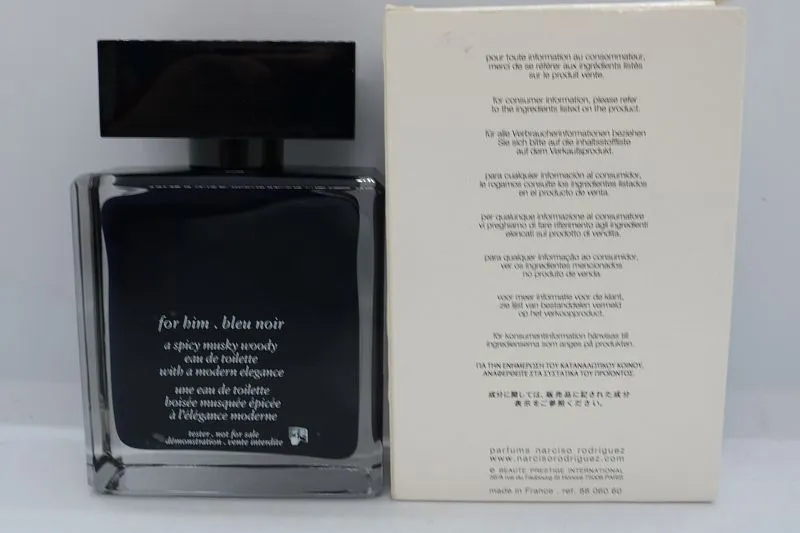 for him . bleu noir
a spicy musky woody
eau de toilette
with a modern elegance
une eau de toilette
boisée musquée épicée
à l'élégance moderne
tester . not for sale
démonstration . vente interdite
pour toute information au consommateur,
merci de se référer aux ingrédients listés
sur le produit vente.
for consumer information, please refer
to the ingredients listed on the product.
für alle Verbraucherinformationen beziehen
Sie sich bitte auf die Inhaltsstoffliste
auf dem Verkaufsprodukt.
para cualquier información al consumidor,
le rogamos consulte los ingredientes listados
en el producto de venta.
per qualunque informazione al consumatore
vi preghiamo di fare riferimento agli ingredienti
elencati sul prodotto di vendita.
para qualquer informação ao consumidor,
ver os ingredientes mencionados
no produto de venda.
voor meer informatie voor de klant,
zie lijst van bestanddelen vermeld
op het verkoopproduct.
för konsumentinformation hänvisas till
ingredienserna som anges på produkten.
ΓΙΑ ΤΗΝ ΕΝΗΜΕΡΩΣΗ ΤΟΥ ΚΑΤΑΝΑΛΩΤΙΚΟΥ ΚΟΙΝΟΥ,
ΑΝΑΦΕΡΘΕΙΤΕ ΣΤΑ ΣΥΣΤΑΤΙΚΑ ΤΟΥ ΠΡΟΪΟΝΤΟΣ.
成分に関しては、販売品に記された成分
表示をご参照ください。
parfums narciso rodriguez
www.narcisorodriguez.com
© BEAUTE PRESTIGE INTERNATIONAL
rue du Faubourg St Honoré 75008 PARIS
made in France . ref. 88 060 60